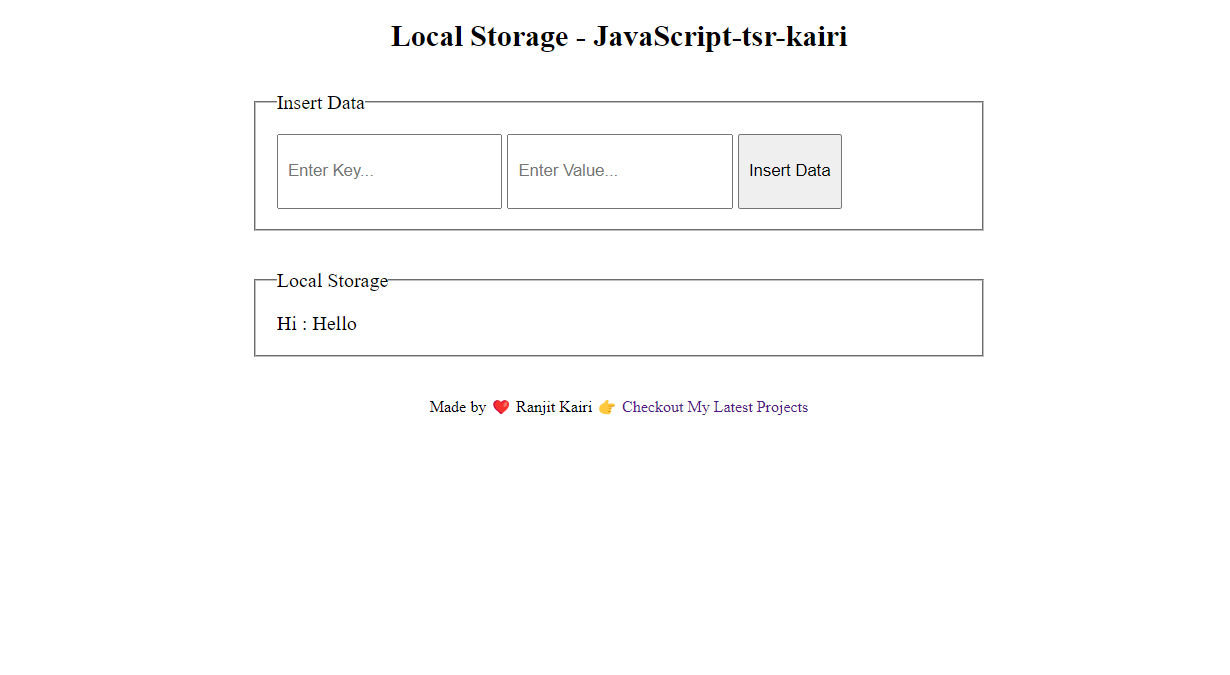 Local Storage - JavaScript-tsr-kairi
Insert Data
Enter Key... Enter Value... Insert Data
Local Storage
Hi : Hello
Made by ❤️ Ranjit Kairi 👉 Checkout My Latest Projects